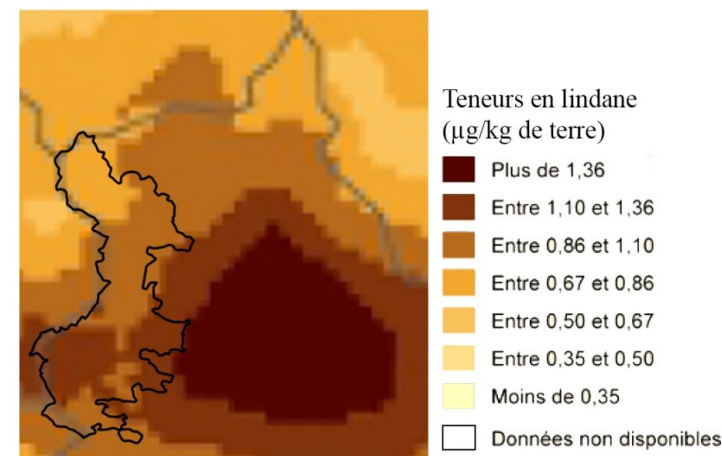 Teneurs en lindane
(µg/kg de terre)
Plus de 1,36
Entre 1,10 et 1,36
Entre 0,86 et 1,10
Entre 0,67 et 0,86
Entre 0,50 et 0,67
Entre 0,35 et 0,50
Moins de 0,35
Données non disponibles